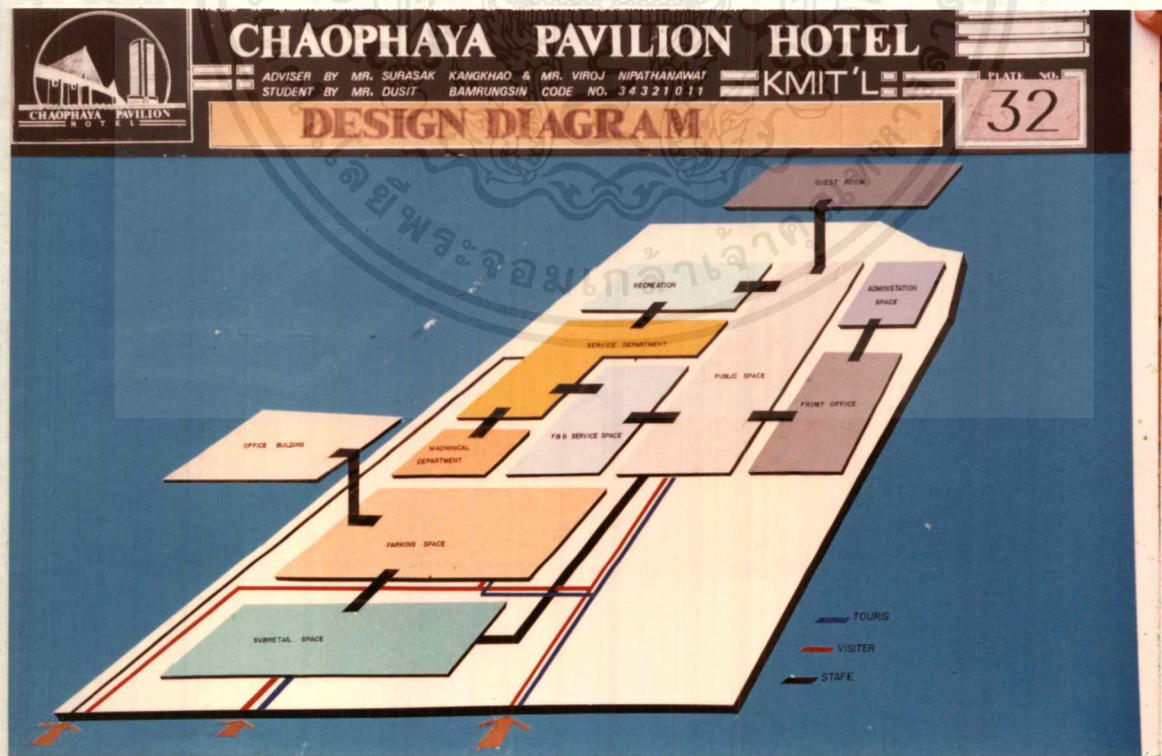 CHAOPHAYA PAVILION HOTEL
CHAOPHAYA PAVILION
HOTEL
ADVISER BY MR. SURASAK KANGKHAO & MR. VIROJ NIPATHANAWAT
STUDENT BY MR. DUSIT BAMRUNGSIN CODE NO. 34321011
KMIT'L
PLATE NO.
32
DESIGN DIAGRAM
GUEST ROOM
RECREATION
ADMINISTATION
SPACE
SERVICE DEPARTMENT
PUBLIC SPACE
FRONT OFFICE
OFFICE BUILDING
MACHINICAL
DEPARTMENT
F&B SERVICE SPACE
PARKING SPACE
SUBRETAIL SPACE
TOURIS
VISITER
STAFE